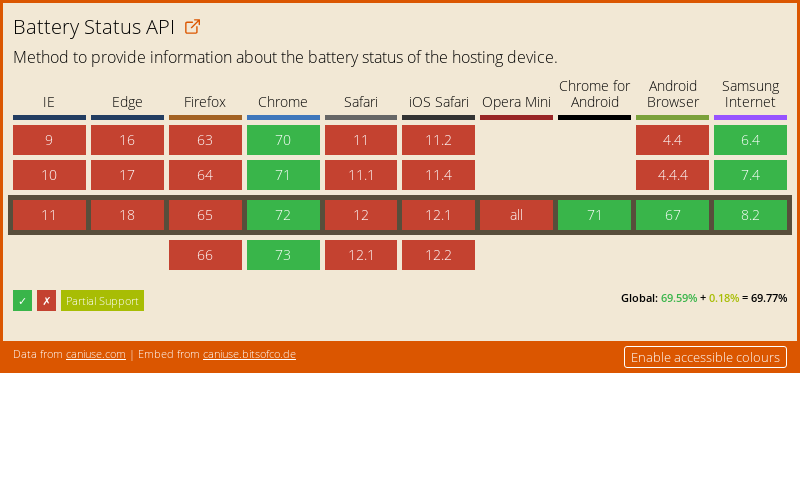 Battery Status API
Method to provide information about the battery status of the hosting device.
IE Edge Firefox Chrome Safari iOS Safari Opera Mini Chrome for Android Android Browser Samsung Internet
9 16 63 70 11 11.2 4.4 6.4
10 17 64 71 11.1 11.4 4.4.4 7.4
11 18 65 72 12 12.1 all 71 67 8.2
66 73 12.1 12.2
✓ ✗ Partial Support Global: 69.59% + 0.18% = 69.77%
Data from caniuse.com | Embed from caniuse.bitsofco.de Enable accessible colours